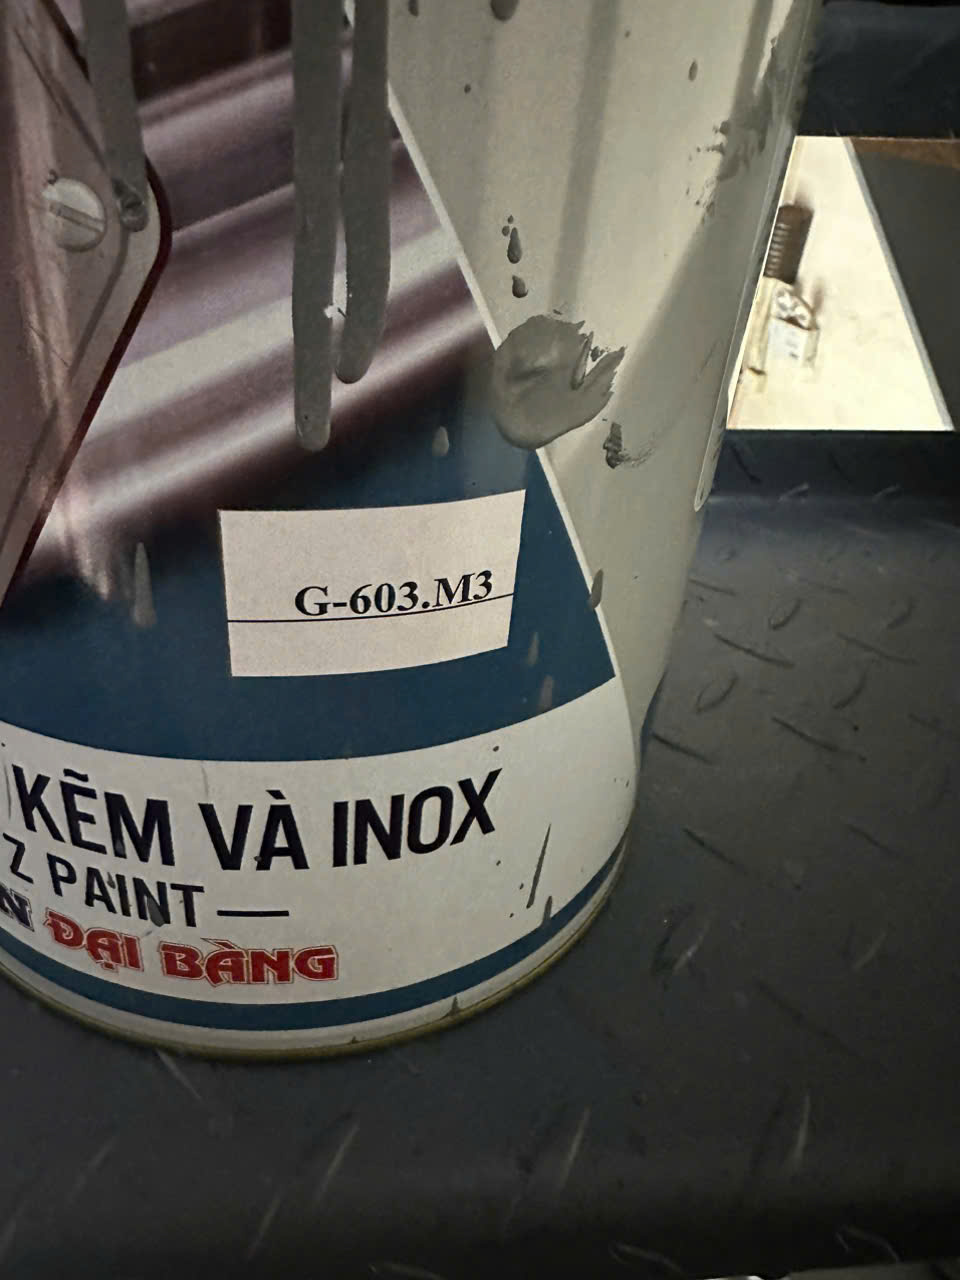 G-603.M3
KẼM VÀ INOX
Z PAINT —
ĐẠI BÀNG